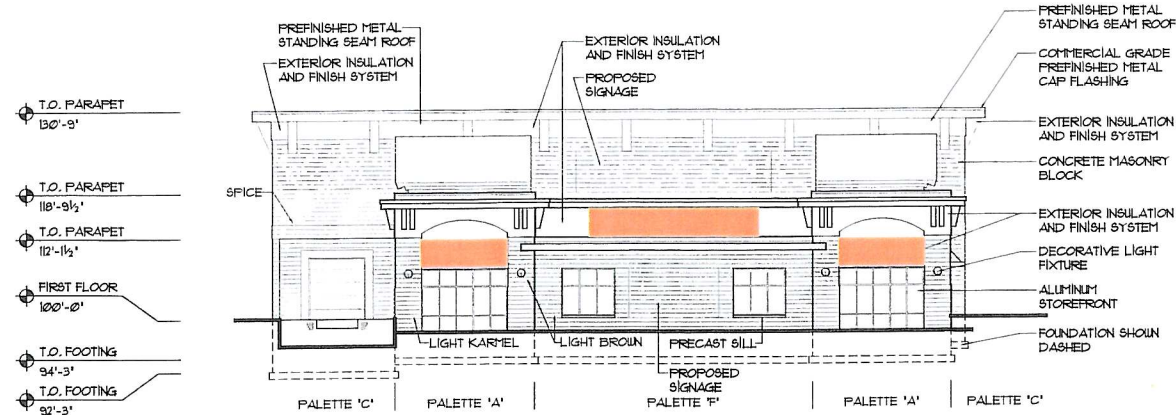 PREFINISHED METAL
STANDING SEAM ROOF
EXTERIOR INSULATION
AND FINISH SYSTEM
EXTERIOR INSULATION
AND FINISH SYSTEM
PROPOSED
SIGNAGE
PREFINISHED METAL
STANDING SEAM ROOF
COMMERCIAL GRADE
PREFINISHED METAL
CAP FLASHING
EXTERIOR INSULATION
AND FINISH SYSTEM
CONCRETE MASONRY
BLOCK
EXTERIOR INSULATION
AND FINISH SYSTEM
DECORATIVE LIGHT
FIXTURE
ALUMINUM
STOREFRONT
FOUNDATION SHOWN
DASHED
T.O. PARAPET
130'-9"
T.O. PARAPET
118'-9½"
T.O. PARAPET
112'-1½"
FIRST FLOOR
100'-0"
T.O. FOOTING
94'-3"
T.O. FOOTING
92'-3"
SPICE
LIGHT KARMEL
LIGHT BROWN
PRECAST SILL
PROPOSED
SIGNAGE
PALETTE 'C'
PALETTE 'A'
PALETTE 'F'
PALETTE 'A'
PALETTE 'C'